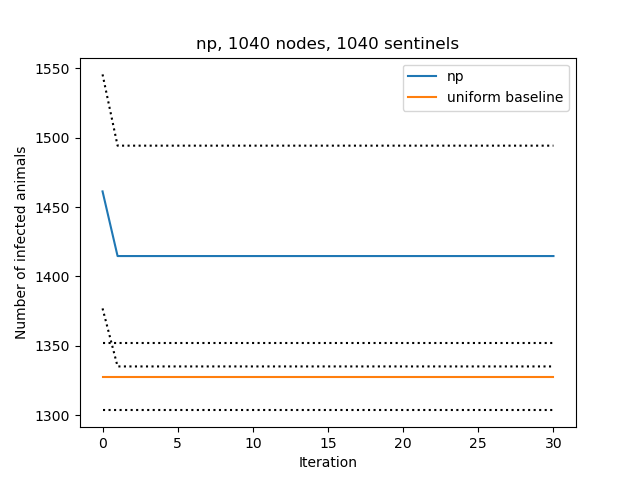 np, 1040 nodes, 1040 sentinels
np
uniform baseline
Number of infected animals
1550
1500
1450
1400
1350
1300
0 5 10 15 20 25 30
Iteration